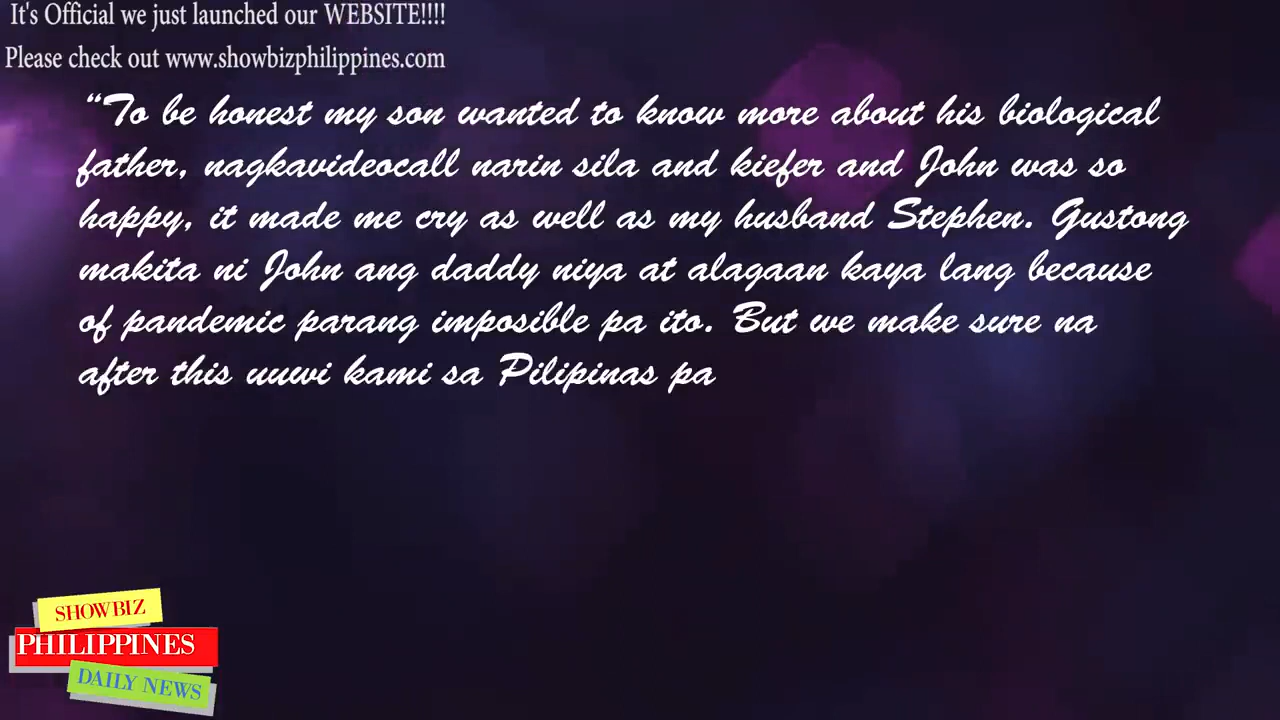 It's Official we just launched our WEBSITE!!!!
Please check out www.showbizphilippines.com
“To be honest my son wanted to know more about his biological
father, nagkavideocall narin sila and kiefer and John was so
happy, it made me cry as well as my husband Stephen. Gustong
makita ni John ang daddy niya at alagaan kaya lang because
of pandemic parang imposible pa ito. But we make sure na
after this uuwi kami sa Pilipinas pa
SHOWBIZ
PHILIPPINES
DAILY NEWS